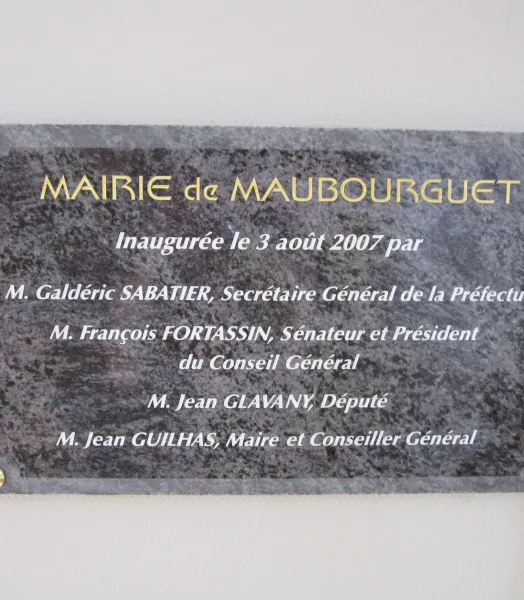 MAIRIE de MAUBOURGUET
Inaugurée le 3 août 2007 par
M. Galdéric SABATIER, Secrétaire Général de la Préfectu
M. François FORTASSIN, Sénateur et Président
du Conseil Général
M. Jean GLAVANY, Député
M. Jean GUILHAS, Maire et Conseiller Général